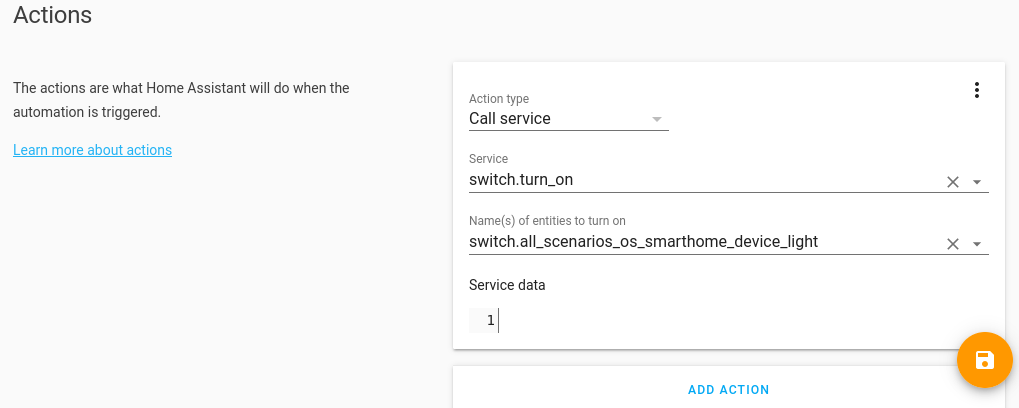 Actions
The actions are what Home Assistant will do when the
automation is triggered.
Learn more about actions
Action type
Call service
Service
switch.turn_on
Name(s) of entities to turn on
switch.all_scenarios_os_smarthome_device_light
Service data
1
ADD ACTION